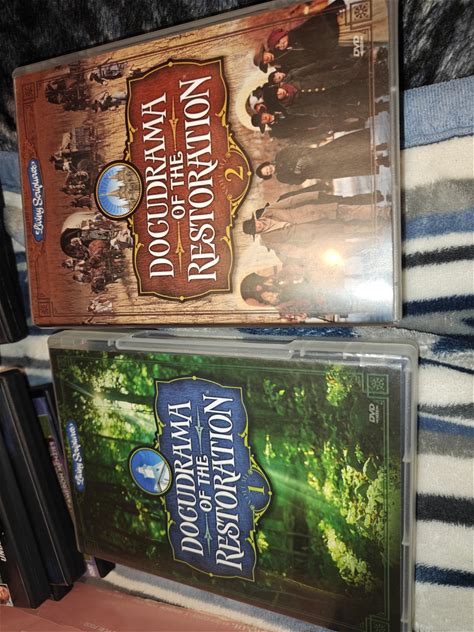 Living Scriptures
DOCUDRAMA
OF THE
RESTORATION
2
DVD
Living Scriptures
DOCUDRAMA
OF THE
RESTORATION
1
DVD